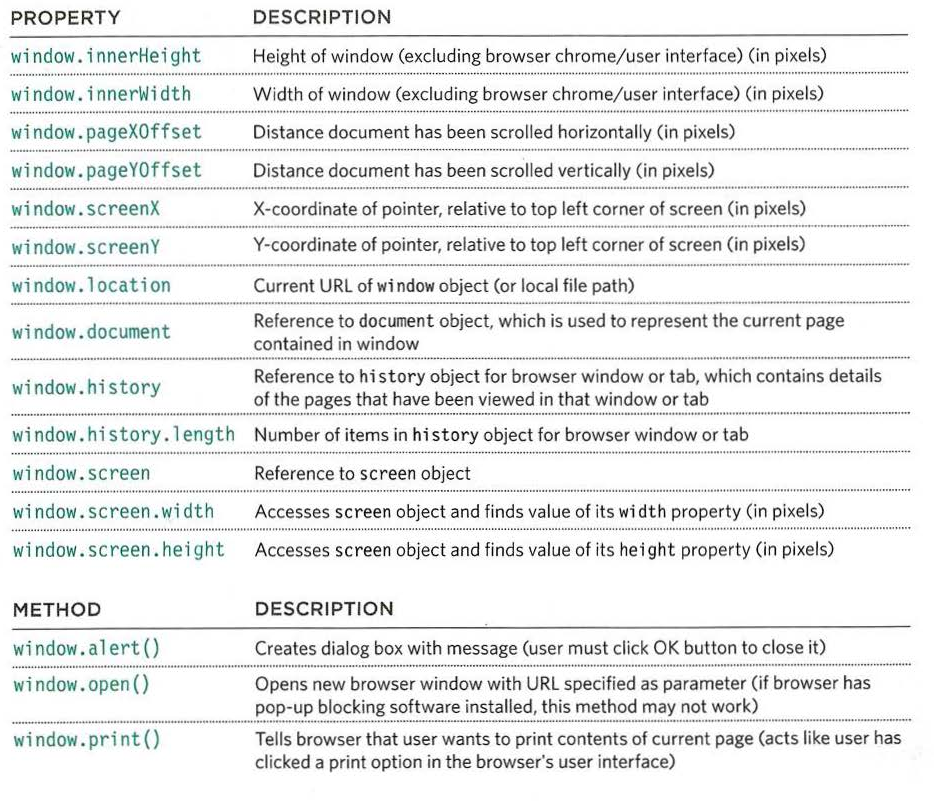 PROPERTY DESCRIPTION
window.innerHeight Height of window (excluding browser chrome/user interface) (in pixels)
window.innerWidth Width of window (excluding browser chrome/user interface) (in pixels)
window.pageXOffset Distance document has been scrolled horizontally (in pixels)
window.pageYOffset Distance document has been scrolled vertically (in pixels)
window.screenX X-coordinate of pointer, relative to top left corner of screen (in pixels)
window.screenY Y-coordinate of pointer, relative to top left corner of screen (in pixels)
window.location Current URL of window object (or local file path)
window.document Reference to document object, which is used to represent the current page
contained in window
window.history Reference to history object for browser window or tab, which contains details
of the pages that have been viewed in that window or tab
window.history.length Number of items in history object for browser window or tab
window.screen Reference to screen object
window.screen.width Accesses screen object and finds value of its width property (in pixels)
window.screen.height Accesses screen object and finds value of its height property (in pixels)
METHOD DESCRIPTION
window.alert() Creates dialog box with message (user must click OK button to close it)
window.open() Opens new browser window with URL specified as parameter (if browser has
pop-up blocking software installed, this method may not work)
window.print() Tells browser that user wants to print contents of current page (acts like user has
clicked a print option in the browser's user interface)